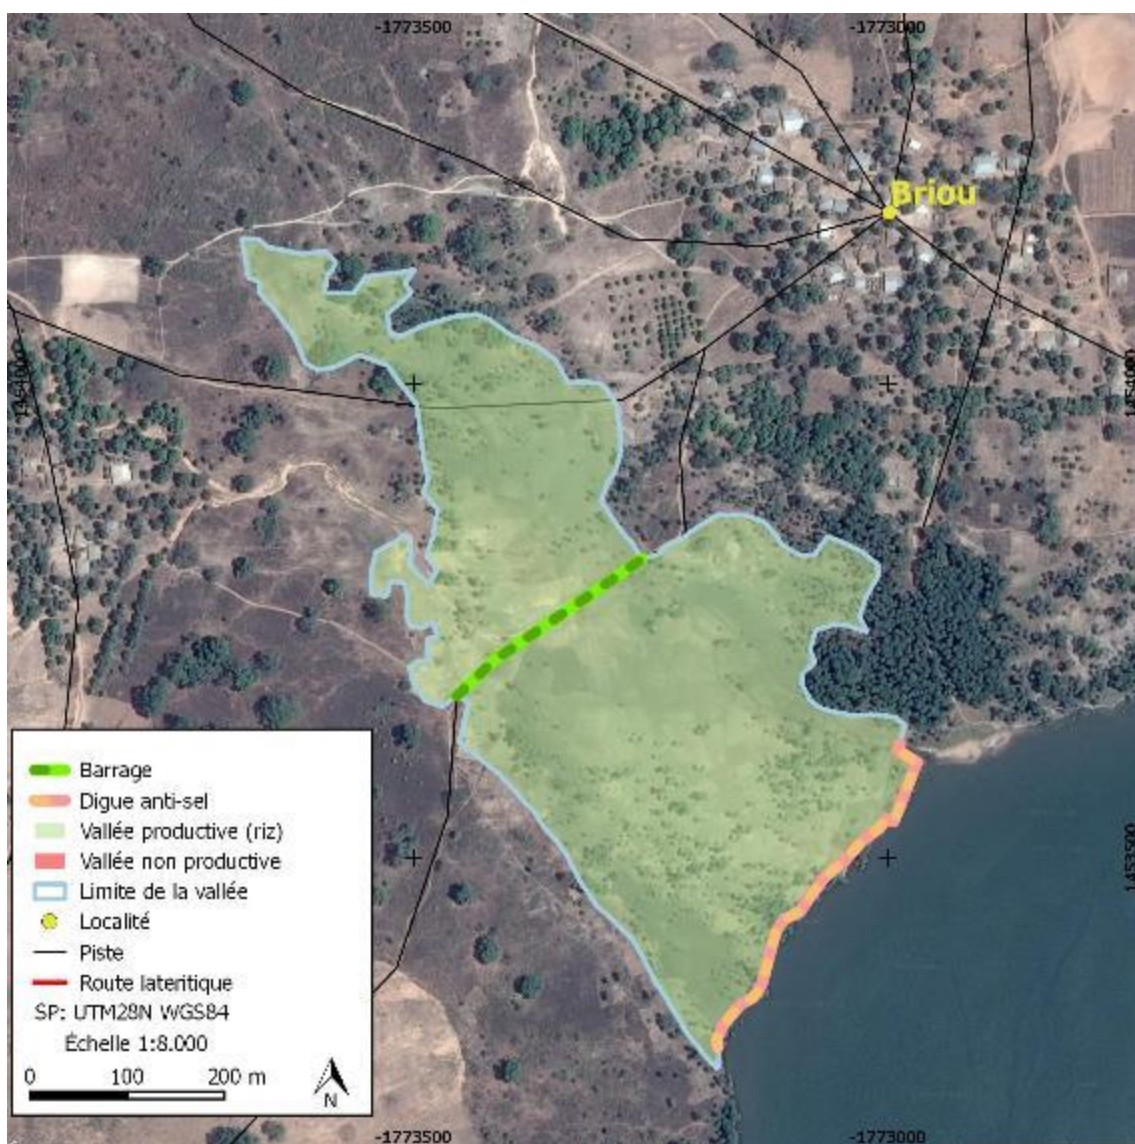 -1773500
-1773000
Briou
1454000
1454000
1453500
Barrage
Digue anti-sel
Vallée productive (riz)
Vallée non productive
Limite de la vallée
Localité
Piste
Route lateritique
SP: UTM28N WGS84
Échelle 1:8.000
0 100 200 m
N
-1773500
-1773000